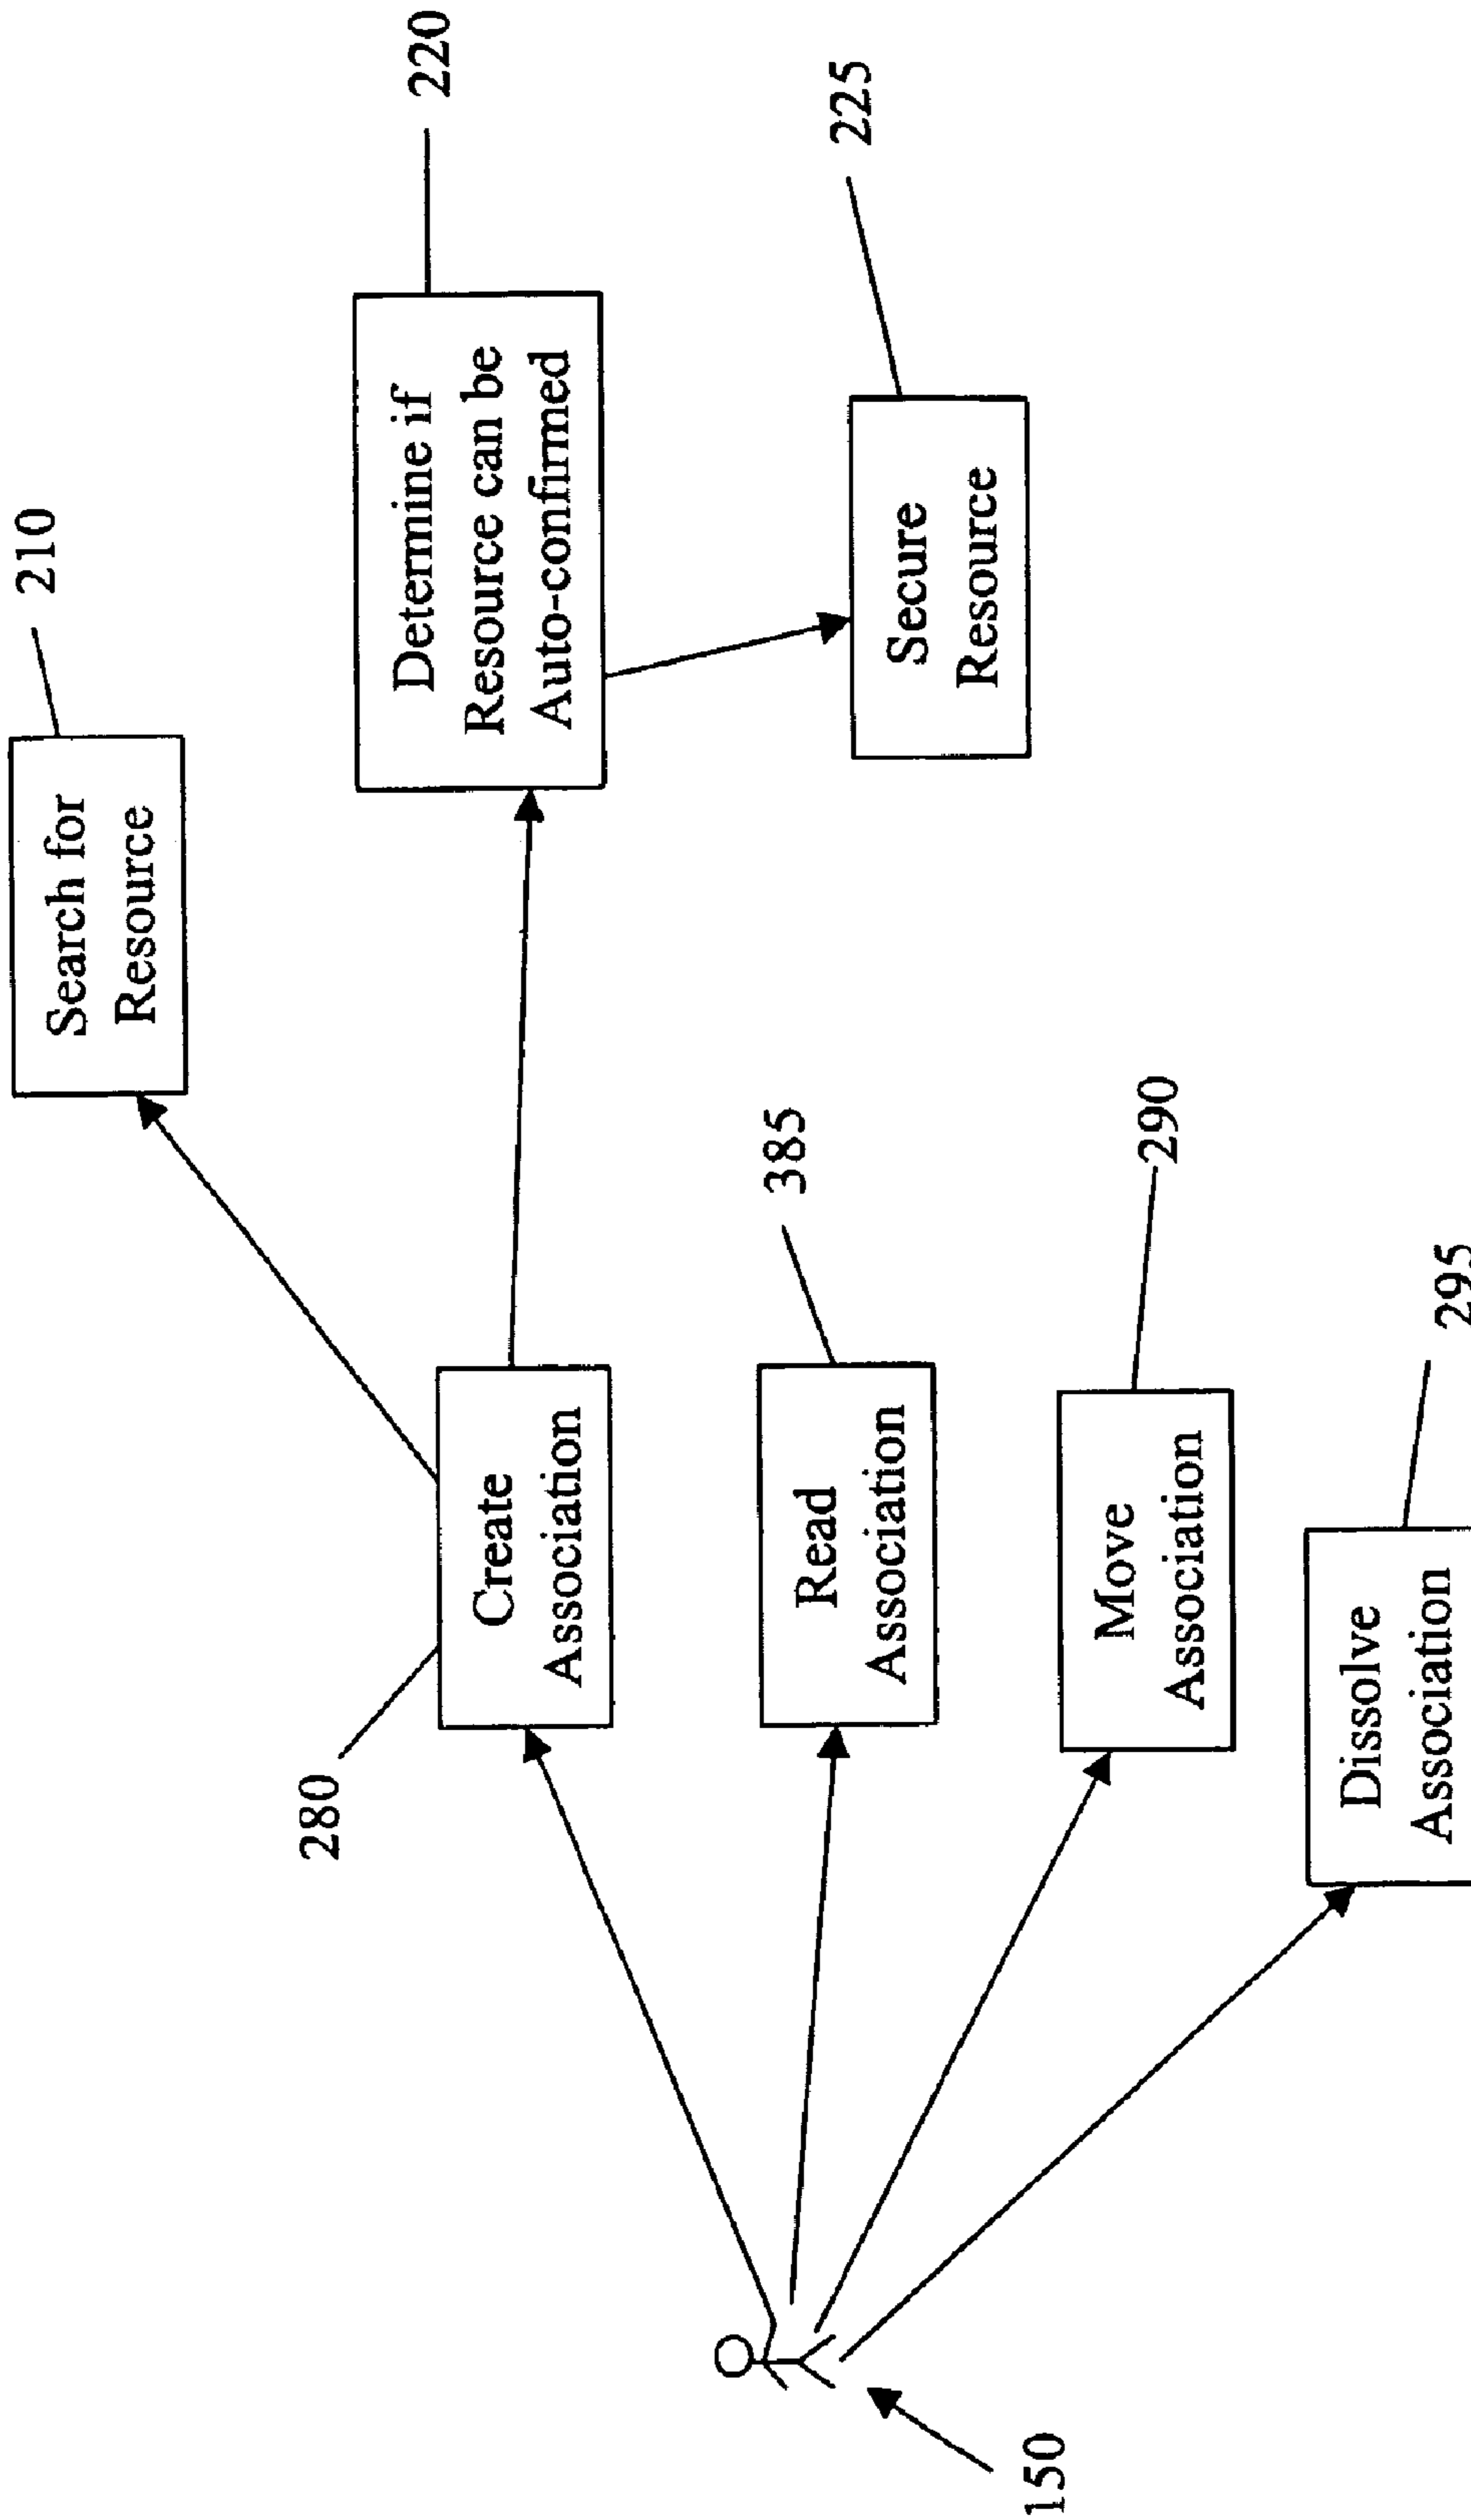 210
Search for
Resource
220
Determine if
Resource can be
Auto-confirmed
225
Secure
Resource
280
Create
Association
385
Read
Association
290
Move
Association
295
Dissolve
Association
150